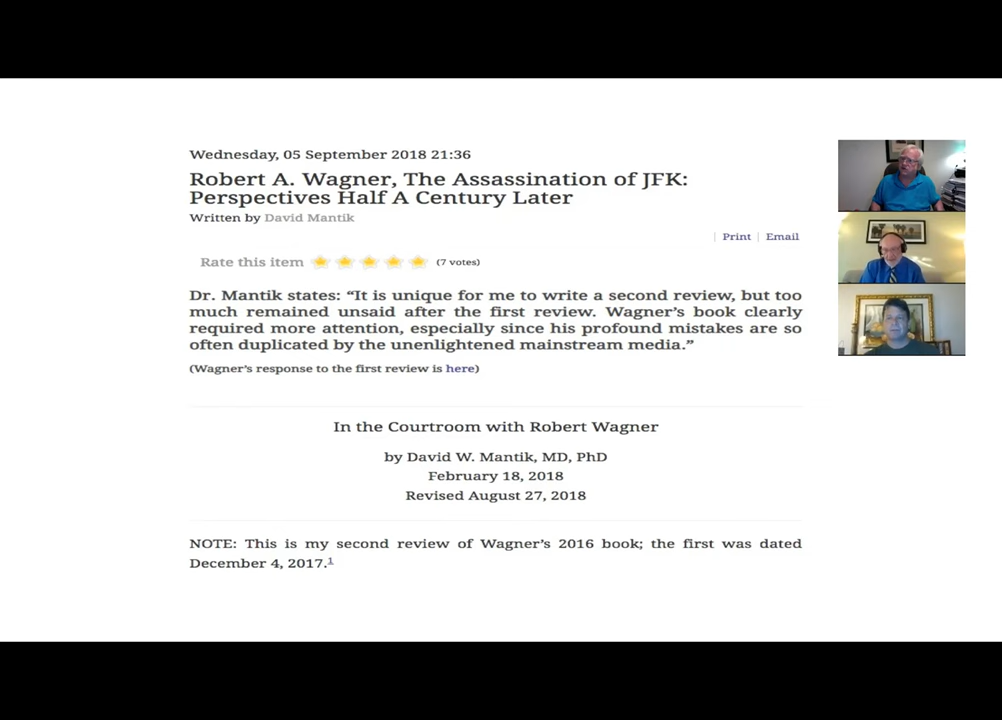 Wednesday, 05 September 2018 21:36
Robert A. Wagner, The Assassination of JFK:
Perspectives Half A Century Later
Written by David Mantik
| Print | Email
Rate this item (7 votes)
Dr. Mantik states: “It is unique for me to write a second review, but too
much remained unsaid after the first review. Wagner’s book clearly
required more attention, especially since his profound mistakes are so
often duplicated by the unenlightened mainstream media.”
(Wagner’s response to the first review is here)
In the Courtroom with Robert Wagner
by David W. Mantik, MD, PhD
February 18, 2018
Revised August 27, 2018
NOTE: This is my second review of Wagner’s 2016 book; the first was dated
December 4, 2017.1